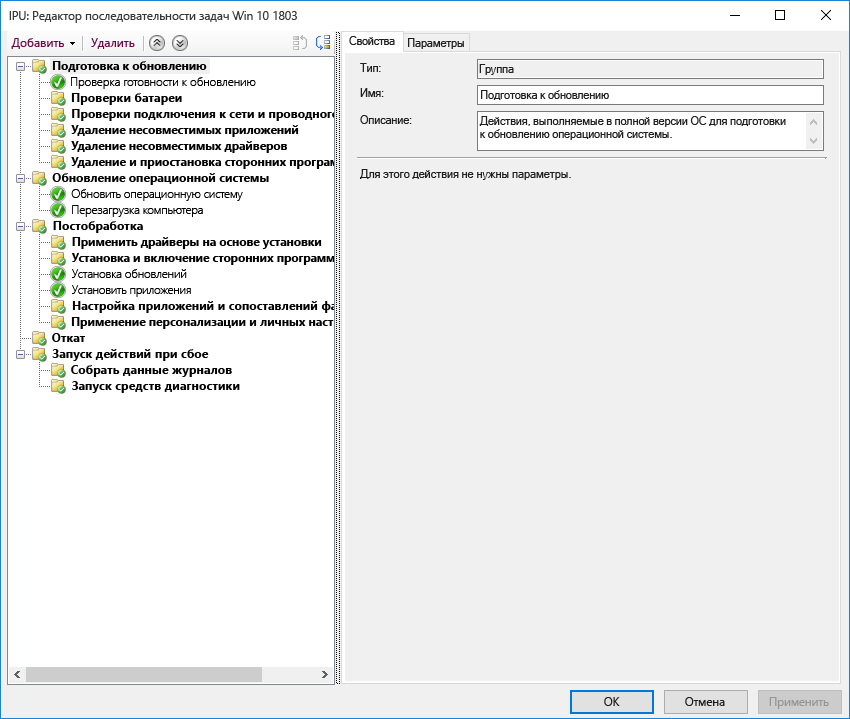 IPU: Редактор последовательности задач Win 10 1803
Добавить Удалить
Подготовка к обновлению
Проверка готовности к обновлению
Проверки батареи
Проверки подключения к сети и проводного
Удаление несовместимых приложений
Удаление несовместимых драйверов
Удаление и приостановка сторонних програм
Обновление операционной системы
Обновить операционную систему
Перезагрузка компьютера
Постобработка
Применить драйверы на основе установки
Установка и включение сторонних программ
Установка обновлений
Установить приложения
Настройка приложений и сопоставлений фа
Применение персонализации и личных наст
Откат
Запуск действий при сбое
Собрать данные журналов
Запуск средств диагностики
Свойства Параметры
Тип: Группа
Имя: Подготовка к обновлению
Описание: Действия, выполняемые в полной версии ОС для подготовки
к обновлению операционной системы.
Для этого действия не нужны параметры.
ОК Отмена Применить